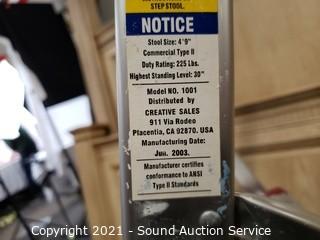 STEP STOOL.
NOTICE
Stool Size: 4'9"
Commercial Type II
Duty Rating: 225 Lbs.
Highest Standing Level: 30"
Model NO. 1001
Distributed by
CREATIVE SALES
911 Via Rodeo
Placentia, CA 92870. USA
Manufacturing Date:
2003.
Manufacturer certifies
conformance to ANSI
Type II Standards
Copyright 2021 - Sound Auction Service